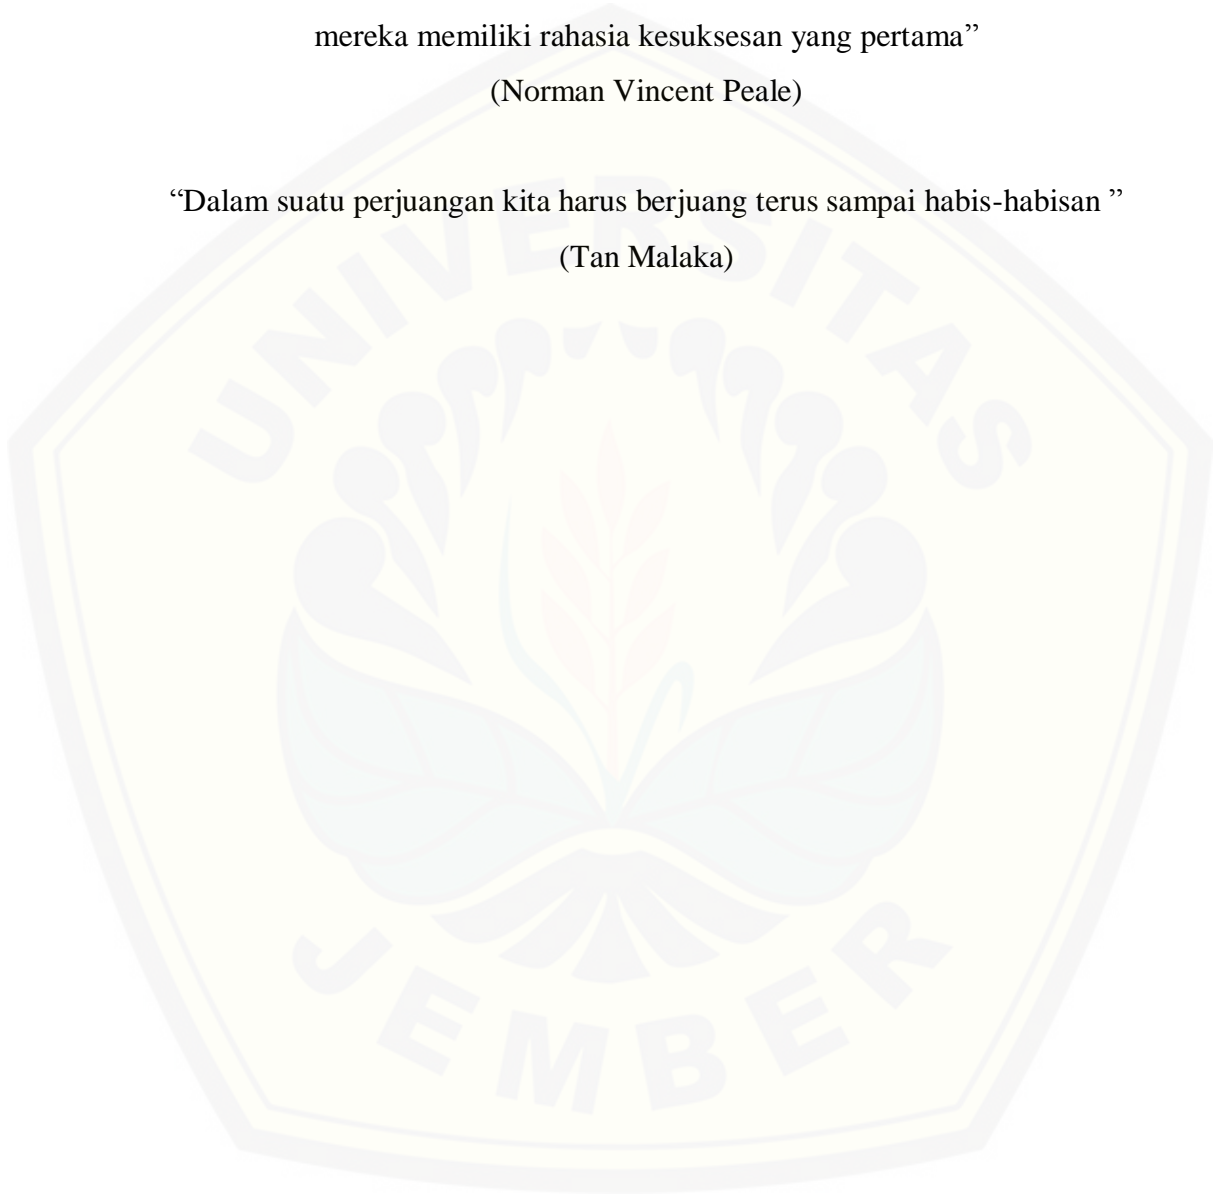 mereka memiliki rahasia kesuksesan yang pertama”
(Norman Vincent Peale)
“Dalam suatu perjuangan kita harus berjuang terus sampai habis-habisan ”
(Tan Malaka)
UNIVERSITAS
JEMBER